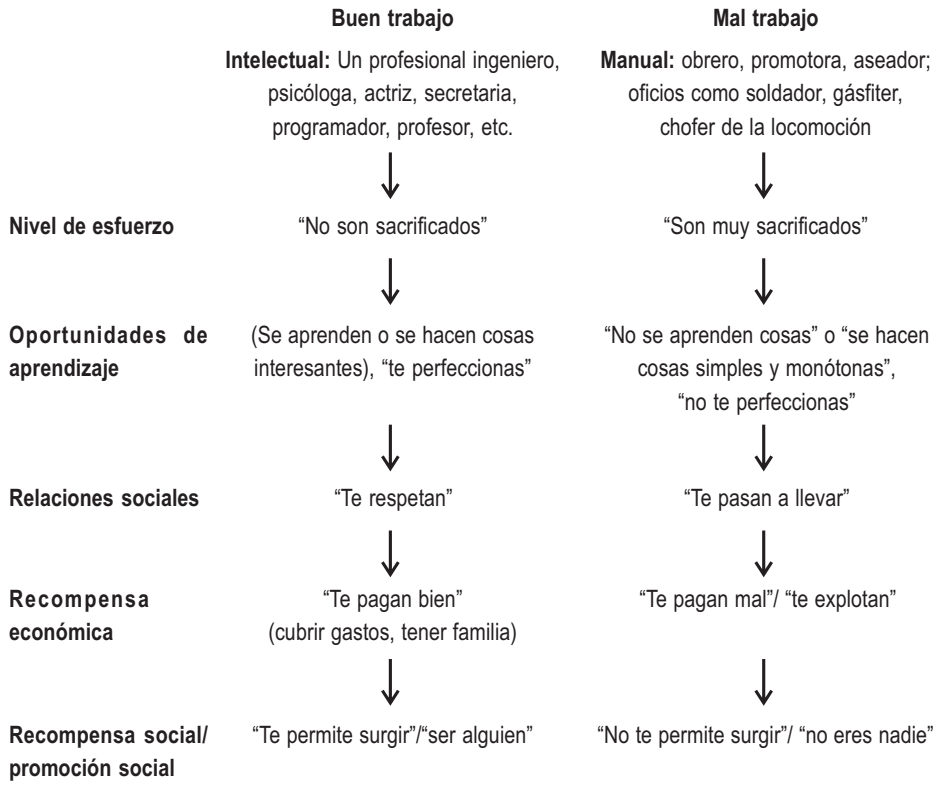 Buen trabajo
Mal trabajo
Intelectual: Un profesional ingeniero,
psicóloga, actriz, secretaria,
programador, profesor, etc.
Manual: obrero, promotora, aseador;
oficios como soldador, gásfiter,
chofer de la locomoción
Nivel de esfuerzo
“No son sacrificados”
“Son muy sacrificados”
Oportunidades de
aprendizaje
(Se aprenden o se hacen cosas
interesantes), “te perfeccionas”
“No se aprenden cosas” o “se hacen
cosas simples y monótonas”,
“no te perfeccionas”
Relaciones sociales
“Te respetan”
“Te pasan a llevar”
Recompensa
económica
“Te pagan bien”
(cubrir gastos, tener familia)
“Te pagan mal”/ “te explotan”
Recompensa social/
promoción social
“Te permite surgir”/“ser alguien”
“No te permite surgir”/ “no eres nadie”